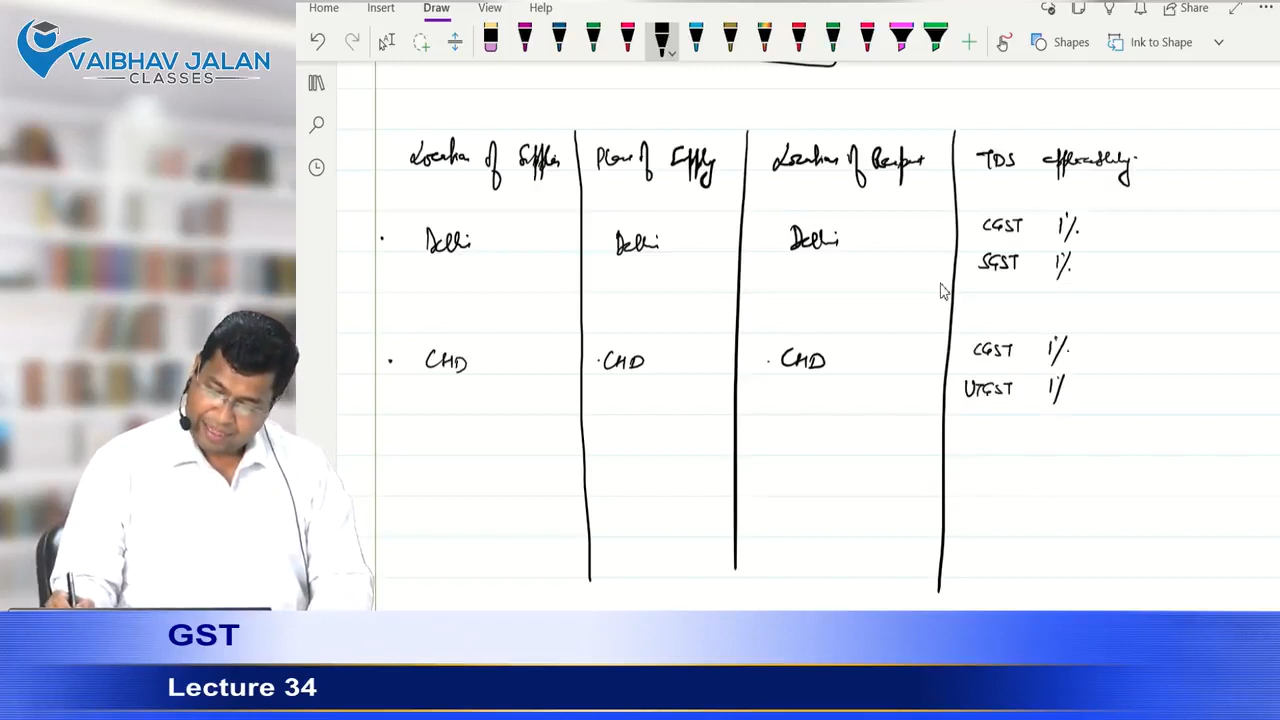 Home Insert Draw View Help Share
VAIBHAV JALAN
CLASSES
Shapes Ink to Shape
Location of Supplier Place of Supply Location of Recipient TDS applicability
Delhi Delhi Delhi CGST 1%
SGST 1%
CHD CHD CHD CGST 1%
UTGST 1%
GST
Lecture 34